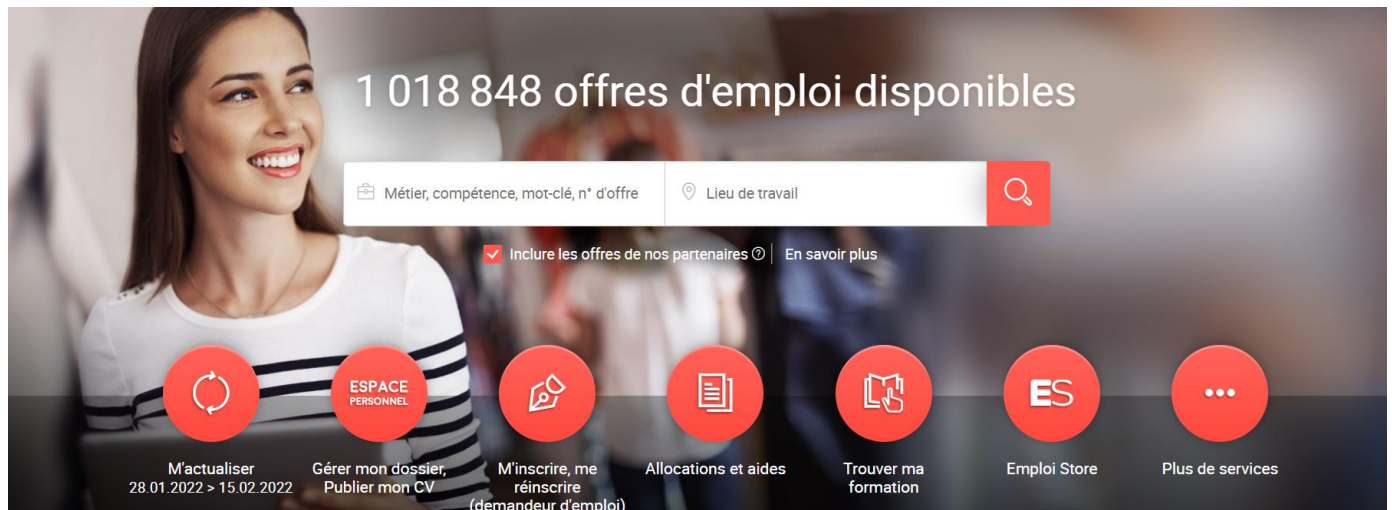 1 018 848 offres d'emploi disponibles
Métier, compétence, mot-clé, n° d'offre
Lieu de travail
Inclure les offres de nos partenaires ? | En savoir plus
ESPACE
PERSONNEL
ES
M'actualiser
28.01.2022 > 15.02.2022
Gérer mon dossier,
Publier mon CV
M'inscrire, me
réinscrire
(demandeur d'emploi)
Allocations et aides
Trouver ma
formation
Emploi Store
Plus de services